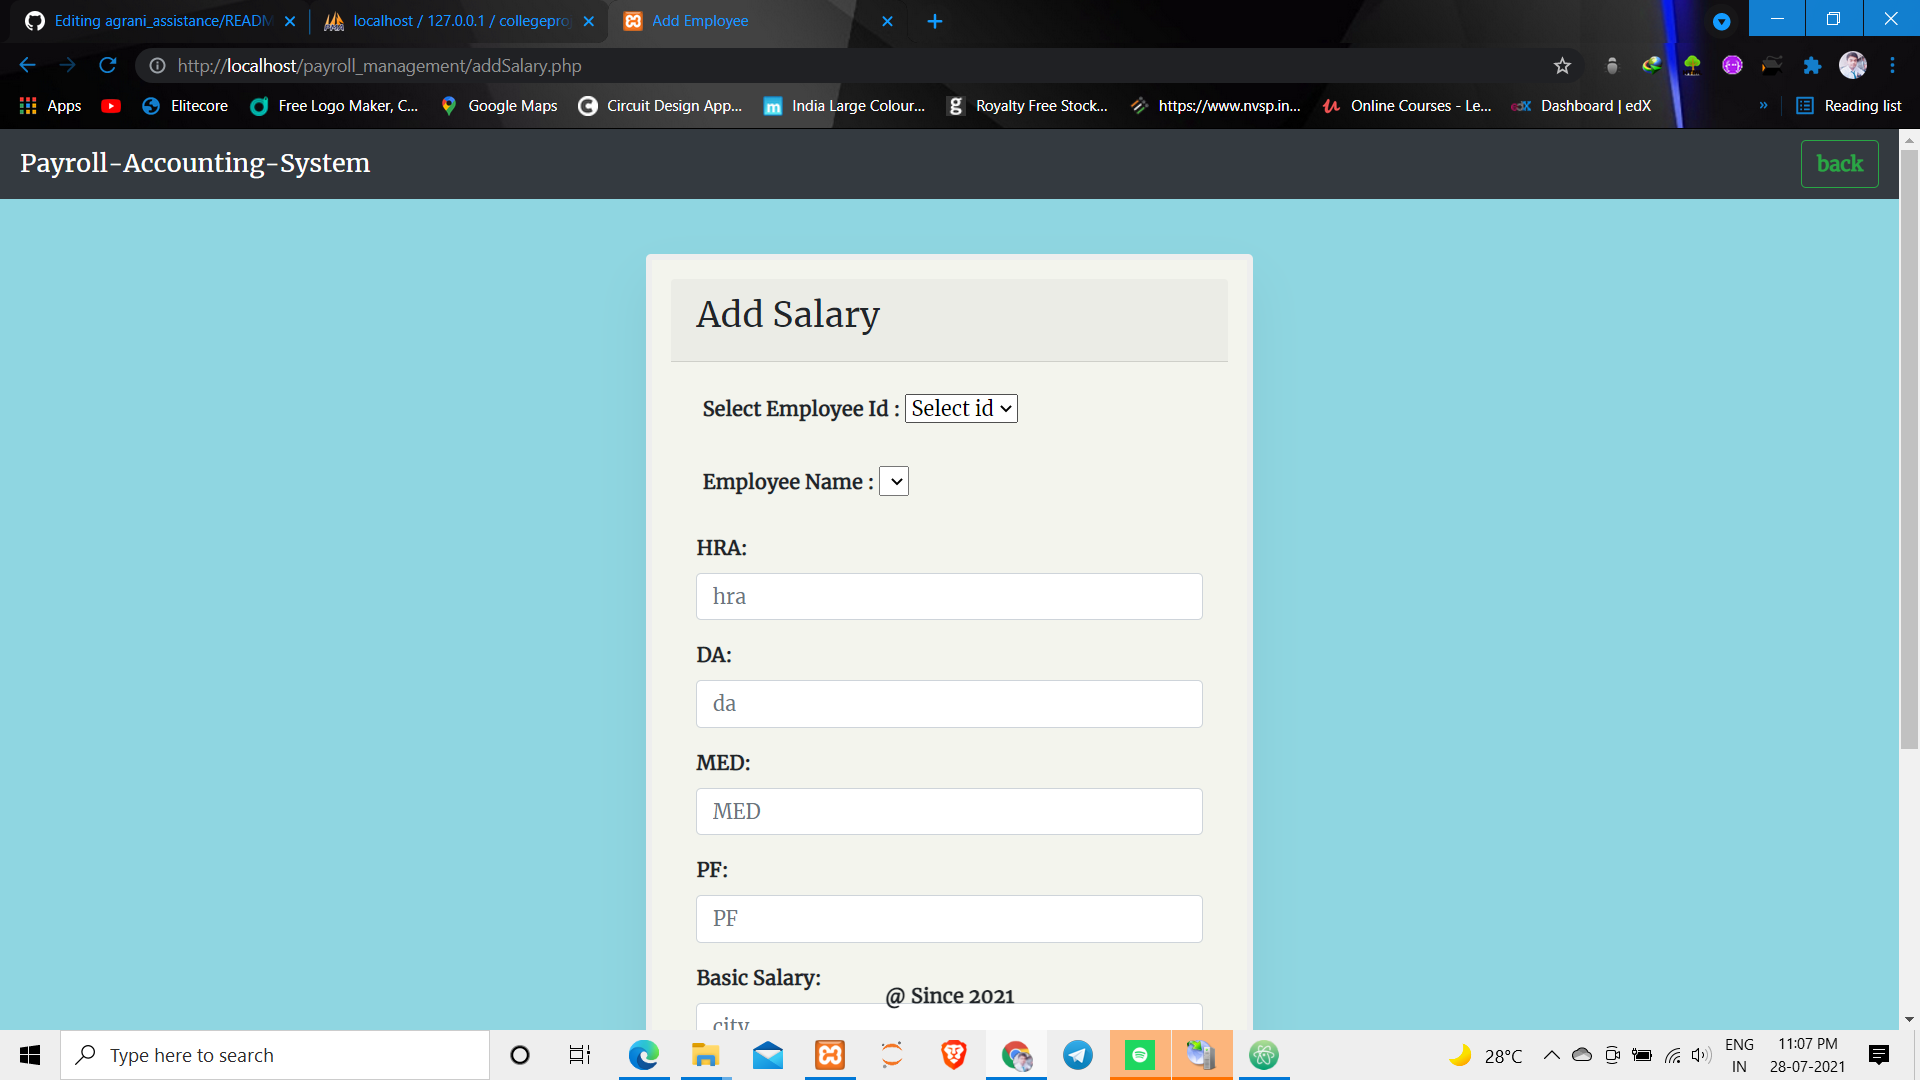 Editing agrani_assistance/READM
localhost / 127.0.0.1 / collegepro
Add Employee
http://localhost/payroll_management/addSalary.php
Apps
Elitecore
Free Logo Maker, C...
Google Maps
Circuit Design App...
India Large Colour...
Royalty Free Stock...
https://www.nvsp.in...
Online Courses - Le...
Dashboard | edX
»
Reading list
Payroll-Accounting-System
back
Add Salary
Select Employee Id : Select id
Employee Name :
HRA:
hra
DA:
da
MED:
MED
PF:
PF
Basic Salary:
@ Since 2021
city
Type here to search
28°C
ENG
IN
11:07 PM
28-07-2021